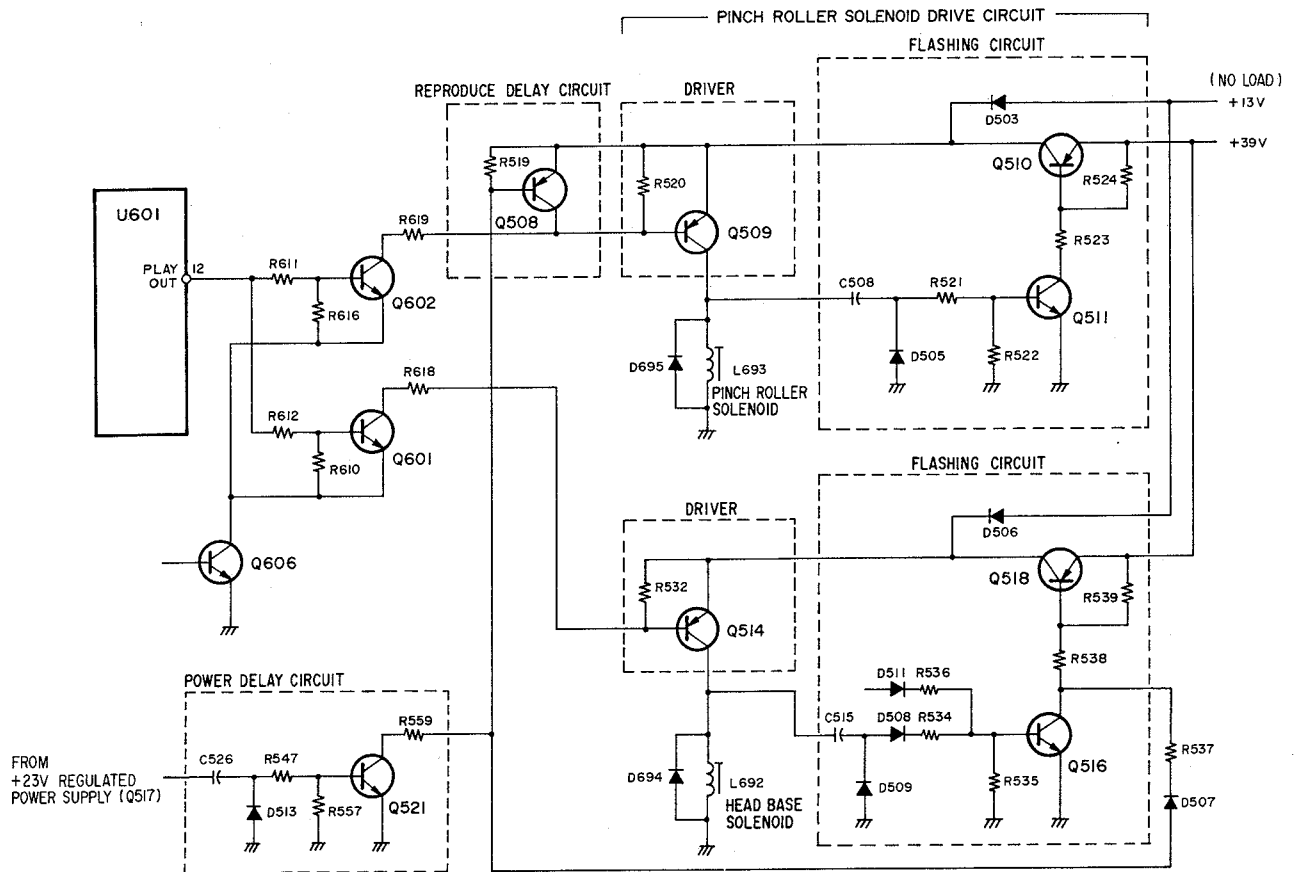 PINCH ROLLER SOLENOID DRIVE CIRCUIT
FLASHING CIRCUIT
REPRODUCE DELAY CIRCUIT
DRIVER
(NO LOAD)
+13V
D503
+39V
R519
Q508
R520
Q509
Q510
R524
U601
PLAY OUT
12
R619
R611
Q602
R616
R523
C508
R521
Q511
D505
R522
D695
L693
PINCH ROLLER
SOLENOID
R618
R612
Q601
R610
FLASHING CIRCUIT
DRIVER
D506
Q606
R532
Q514
Q518
R539
R538
POWER DELAY CIRCUIT
D511
R536
R559
C515
D508
R534
FROM
+23V REGULATED
POWER SUPPLY (Q517)
C526
R547
Q521
D513
R557
D694
L692
HEAD BASE
SOLENOID
D509
R535
Q516
R537
D507